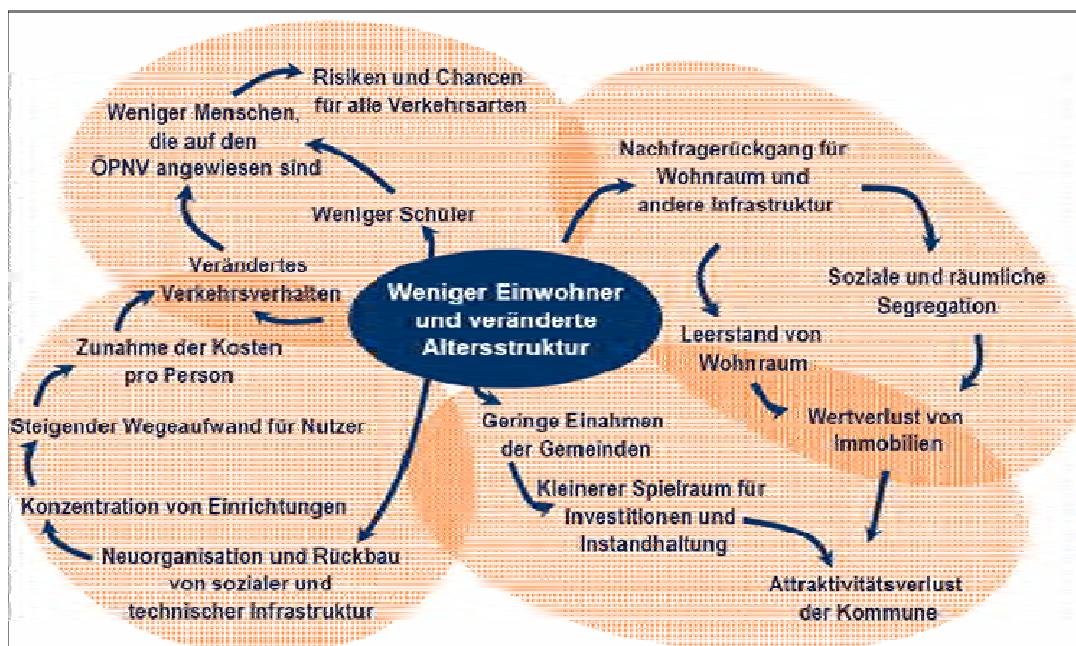 Risiken und Chancen
für alle Verkehrsarten
Weniger Menschen,
die auf den
ÖPNV angewiesen sind
Weniger Schüler
Verändertes
Verkehrsverhalten
Zunahme der Kosten
pro Person
Steigender Wegeaufwand für Nutzer
Konzentration von Einrichtungen
Neuorganisation und Rückbau
von sozialer und
technischer Infrastruktur
Weniger Einwohner
und veränderte
Altersstruktur
Nachfragerückgang für
Wohnraum und
andere Infrastruktur
Soziale und räumliche
Segregation
Leerstand von
Wohnraum
Wertverlust von
Immobilien
Geringe Einahmen
der Gemeinden
Kleinerer Spielraum für
Investitionen und
Instandhaltung
Attraktivitätsverlust
der Kommune